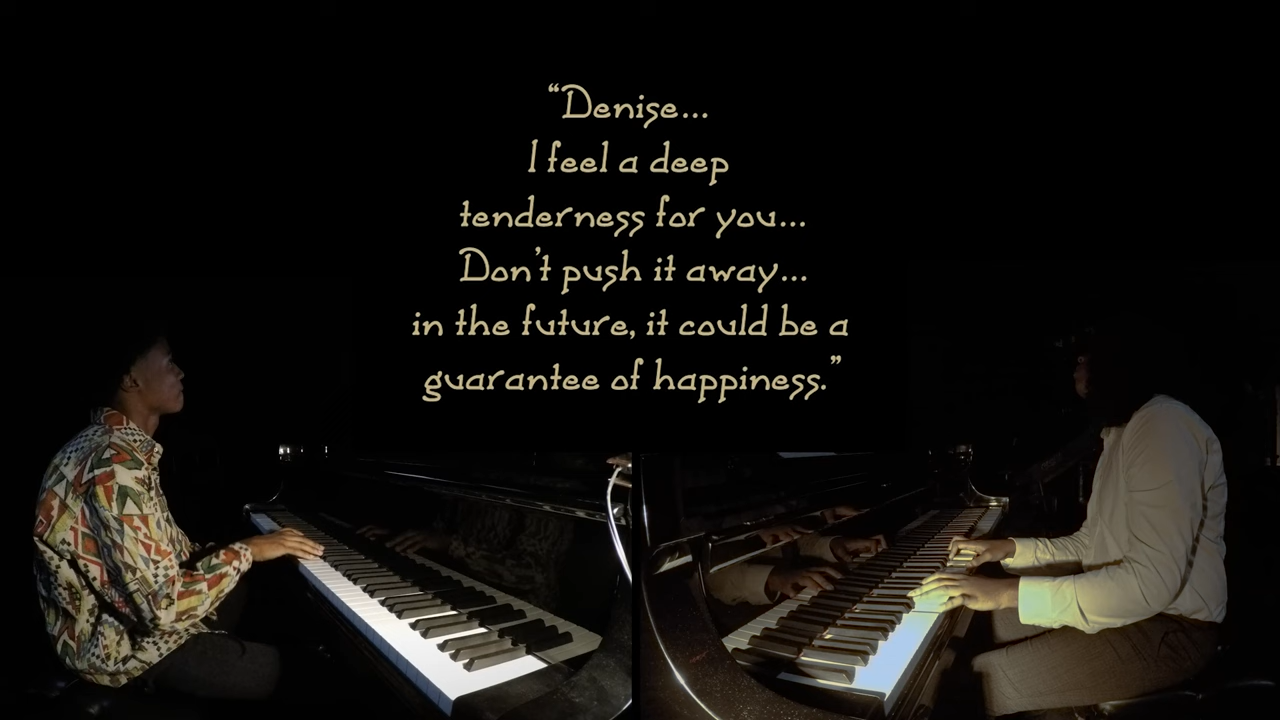 “Denise...
I feel a deep
tenderness for you...
Don’t push it away...
in the future, it could be a
guarantee of happiness.”